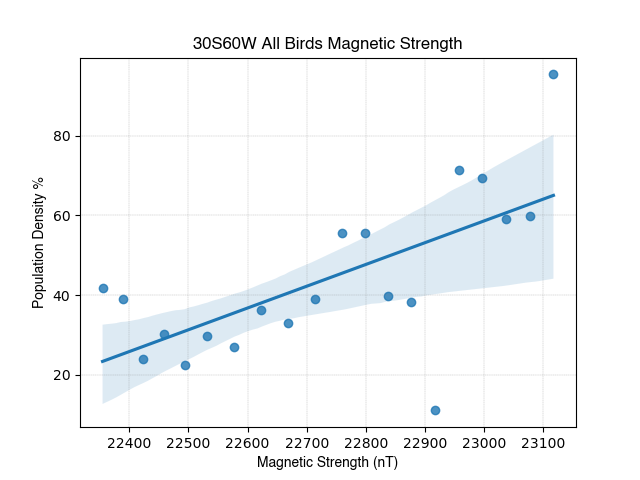 30S60W All Birds Magnetic Strength
80
60
40
20
Population Density %
22400 22500 22600 22700 22800 22900 23000 23100
Magnetic Strength (nT)